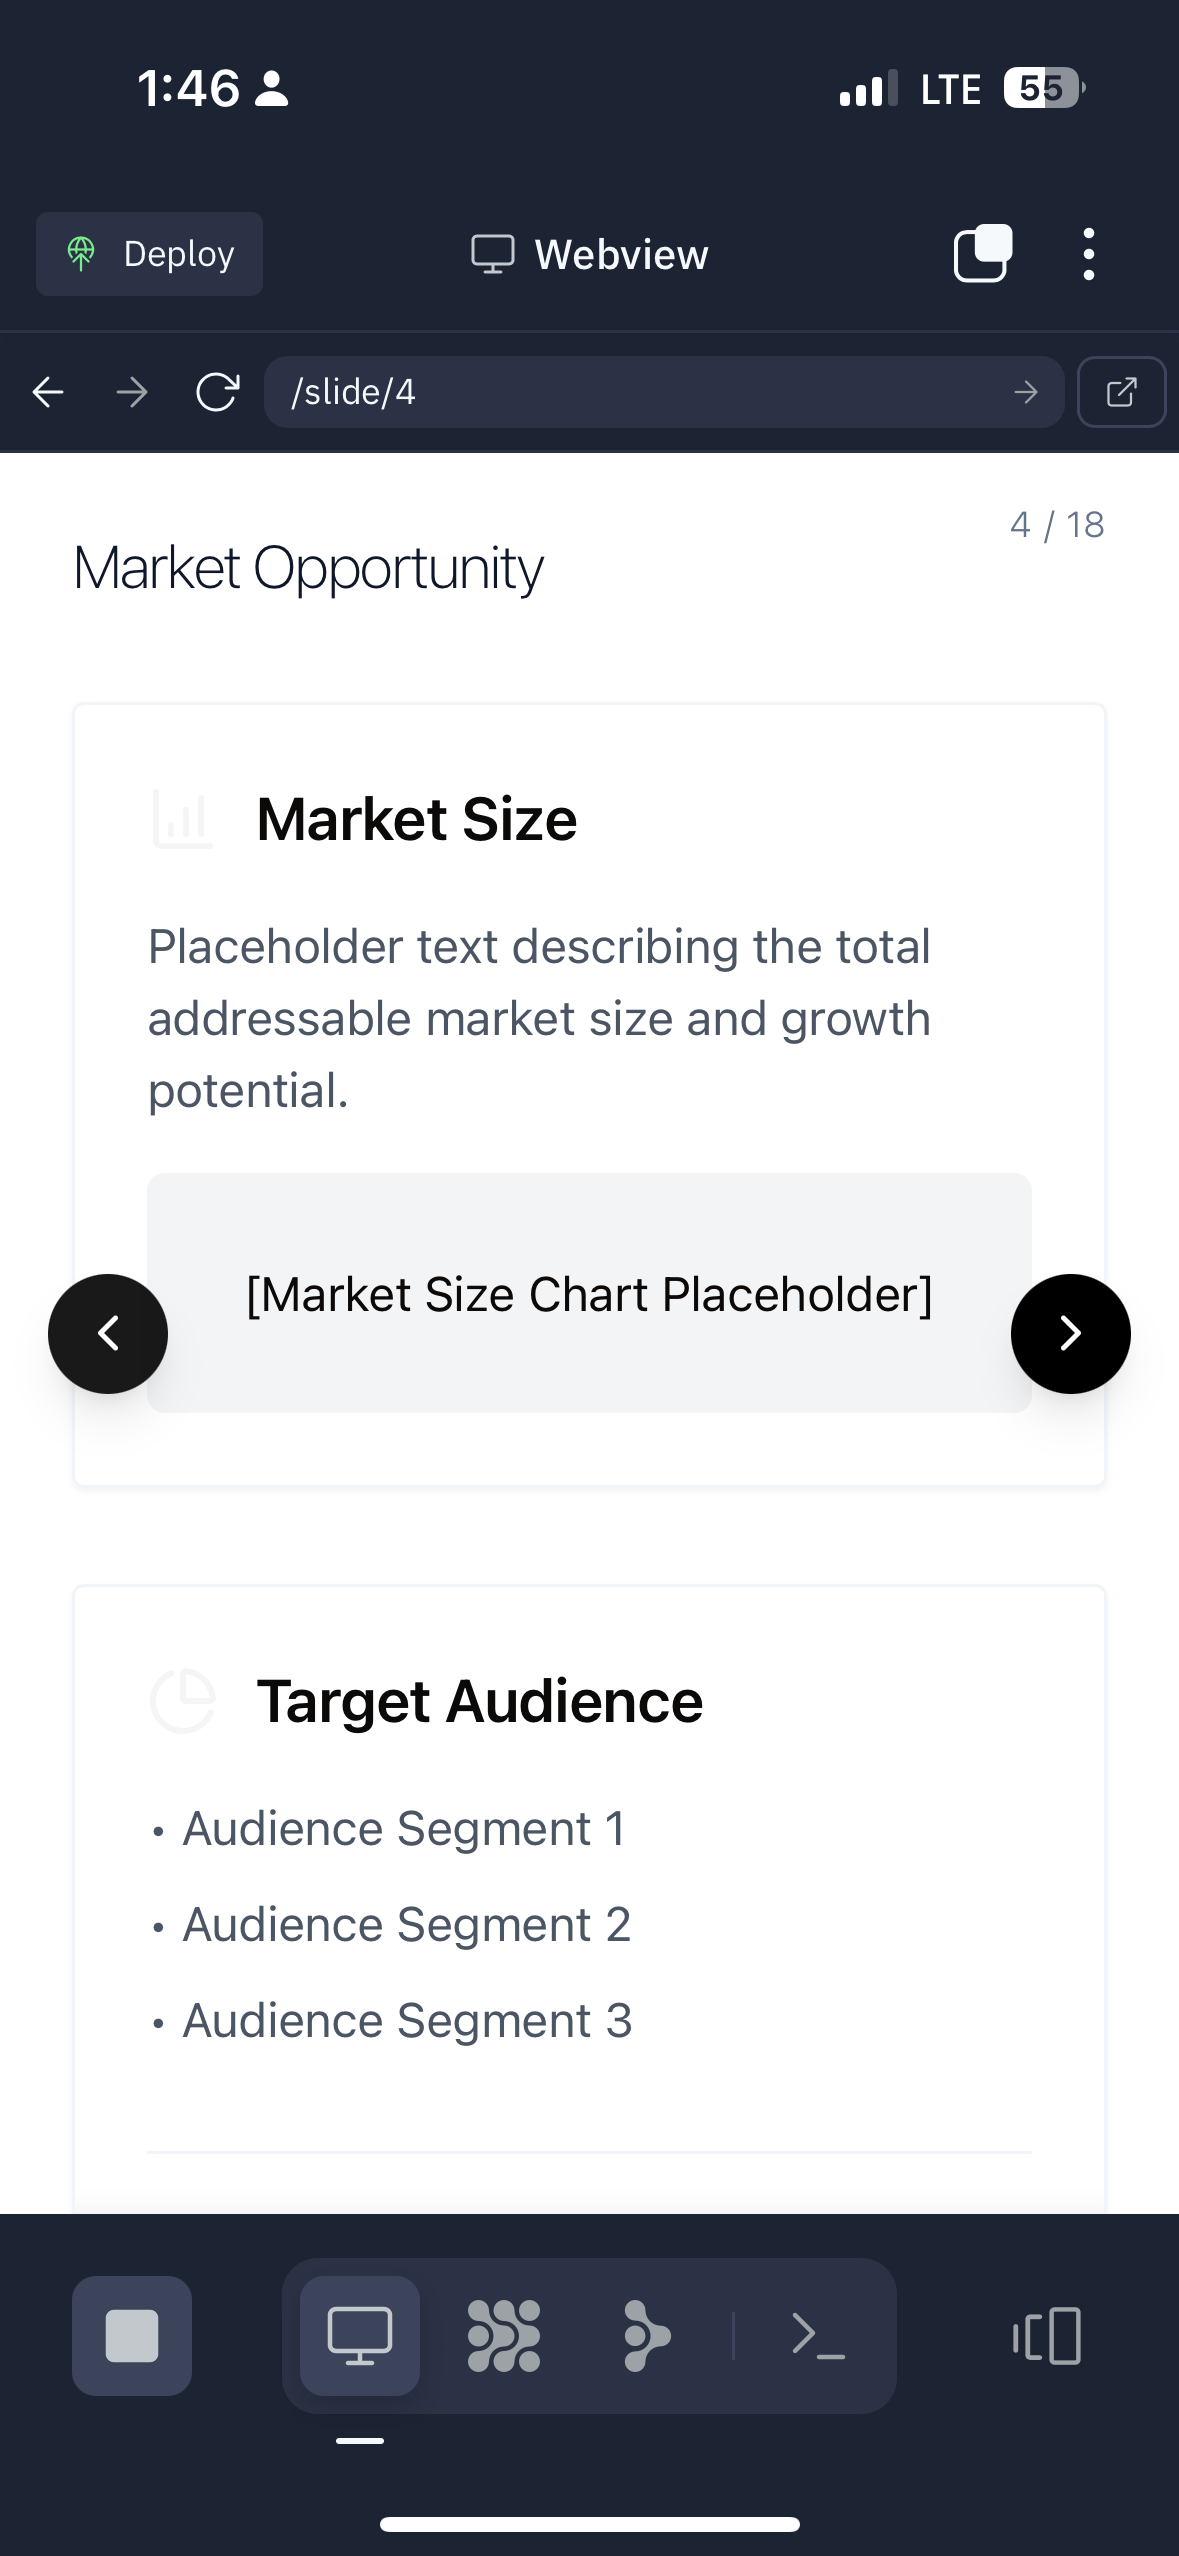 1:46
LTE
55
Deploy
Webview
/slide/4
4 / 18
Market Opportunity
Market Size
Placeholder text describing the total
addressable market size and growth
potential.
[Market Size Chart Placeholder]
Target Audience
• Audience Segment 1
• Audience Segment 2
• Audience Segment 3